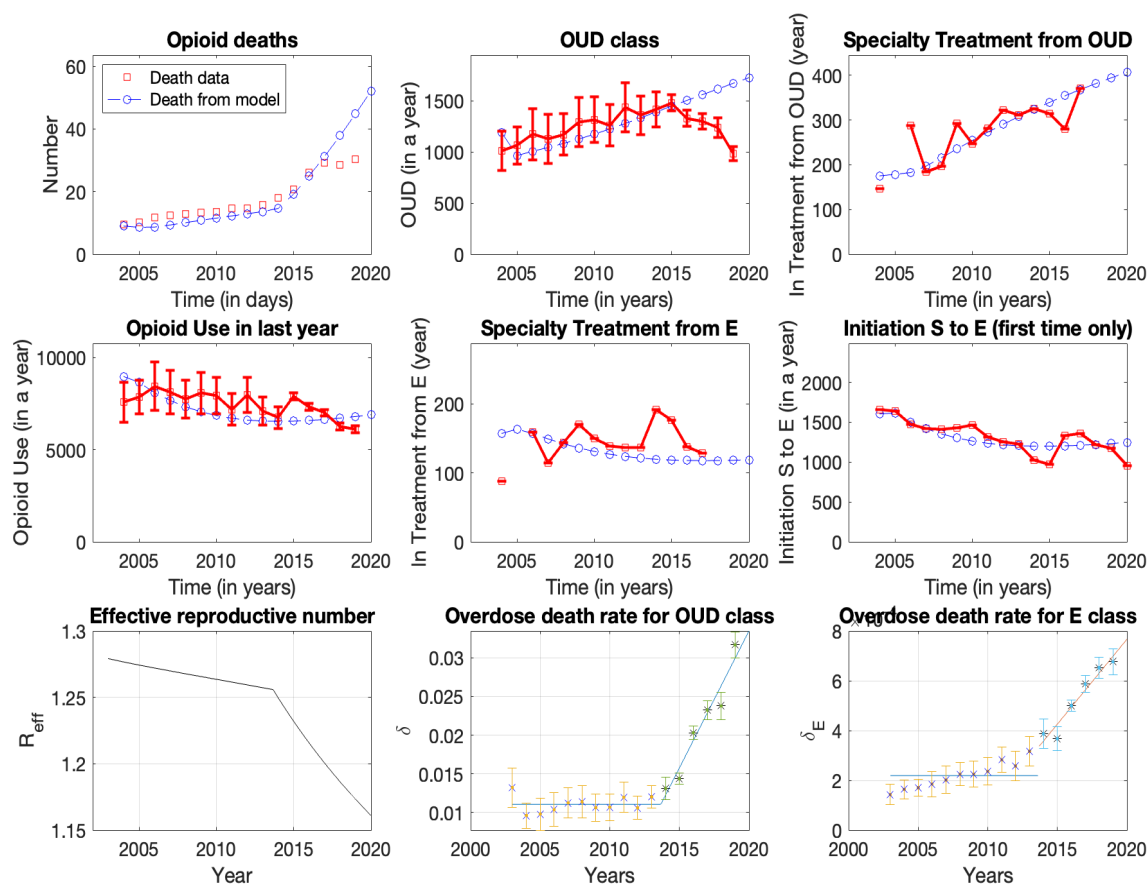 Opioid deaths
60
40
20
0
Number
Death data
Death from model
2005 2010 2015 2020
Time (in days)
OUD class
1500
1000
500
0
OUD (in a year)
2005 2010 2015 2020
Time (in years)
Specialty Treatment from OUD
400
300
200
100
0
In Treatment from OUD (year)
2005 2010 2015 2020
Time (in years)
Opioid Use in last year
10000
5000
0
Opioid Use (in a year)
2005 2010 2015 2020
Time (in years)
Specialty Treatment from E
200
100
0
In Treatment from E (year)
2005 2010 2015 2020
Time (in years)
Initiation S to E (first time only)
2000
1500
1000
500
0
Initiation S to E (in a year)
2005 2010 2015 2020
Time (in years)
Effective reproductive number
1.3
1.25
1.2
1.15
R_eff
2005 2010 2015 2020
Year
Overdose death rate for OUD class
0.03
0.025
0.02
0.015
0.01
δ
2000 2005 2010 2015 2020
Years
Overdose death rate for E class
8
6
4
2
0
δ_E
2000 2005 2010 2015 2020
Years